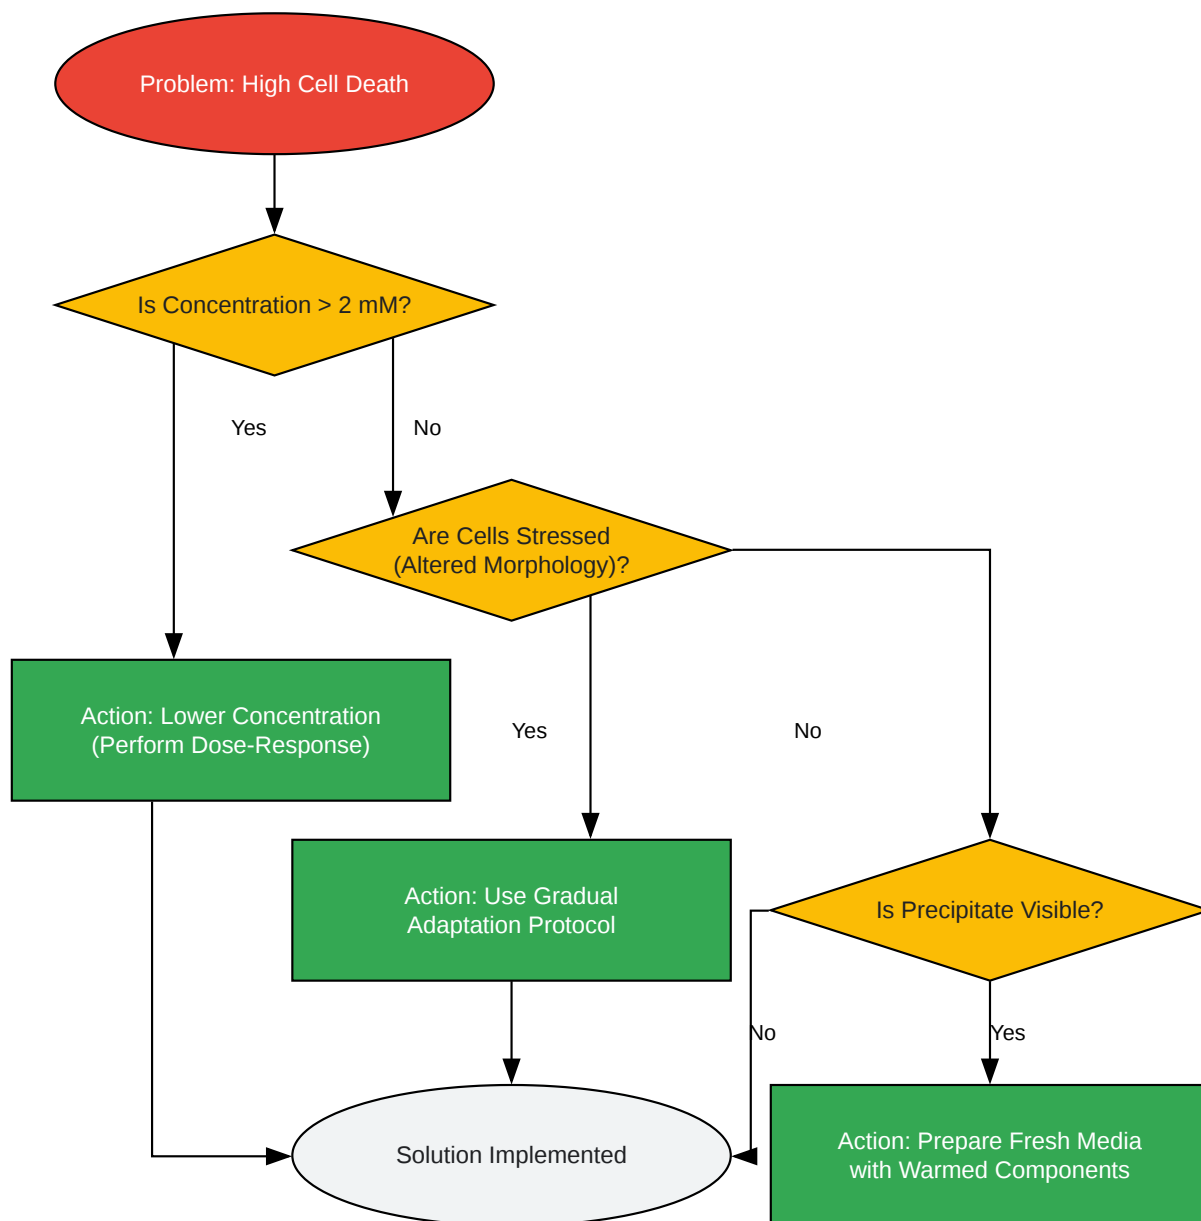 Problem: High Cell Death
Is Concentration > 2 mM?
Yes
No
Are Cells Stressed
(Altered Morphology)?
Action: Lower Concentration
(Perform Dose-Response)
Yes
No
Action: Use Gradual
Adaptation Protocol
Is Precipitate Visible?
No
Yes
Solution Implemented
Action: Prepare Fresh Media
with Warmed Components